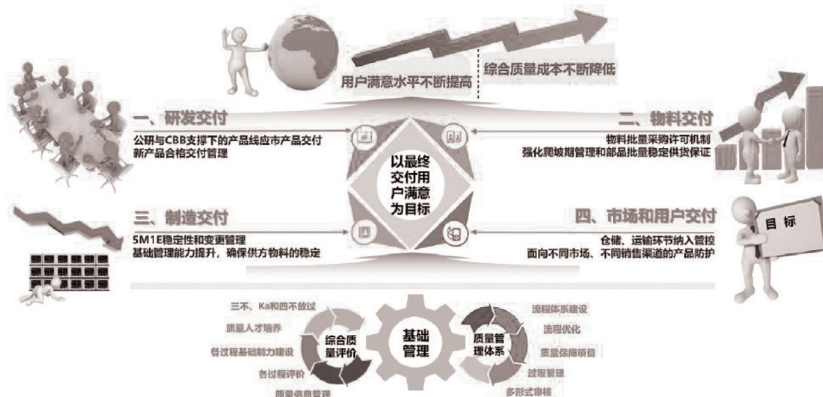 用户满意水平不断提高
综合质量成本不断降低
一、研发交付
公研与CBB支撑下的产品线应市产品交付
新产品合格交付管理
二、物料交付
物料批量采购许可机制
强化爬坡期管理和部品批量稳定供货保证
以最终
交付用
户满意
为目标
三、制造交付
5M1E稳定性和变更管理
基础管理能力提升，确保供方物料的稳定
四、市场和用户交付
仓储、运输环节纳入管控
面向不同市场、不同销售渠道的产品防护
目标
三不、Ka和四不放过
质量人才培养
各过程基础能力建设
各过程评价
质量信息管理
综合质
量评价
基础
管理
质量管
理体系
流程体系建设
流程优化
质量保障项目
过程管理
多形式审核